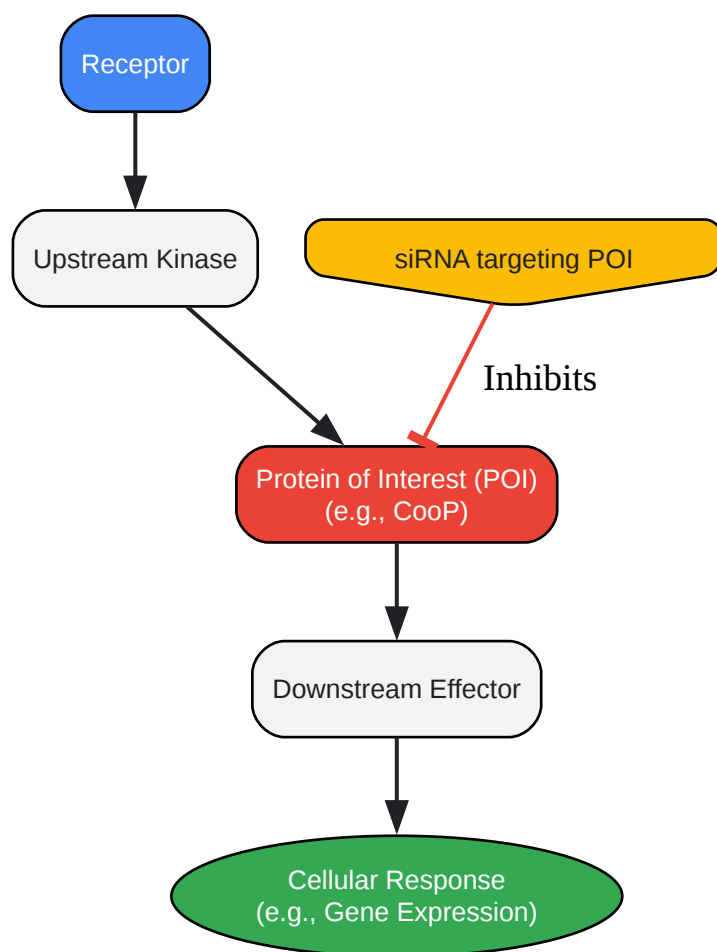 Receptor
Upstream Kinase
siRNA targeting POI
Inhibits
Protein of Interest (POI)
(e.g., CooP)
Downstream Effector
Cellular Response
(e.g., Gene Expression)